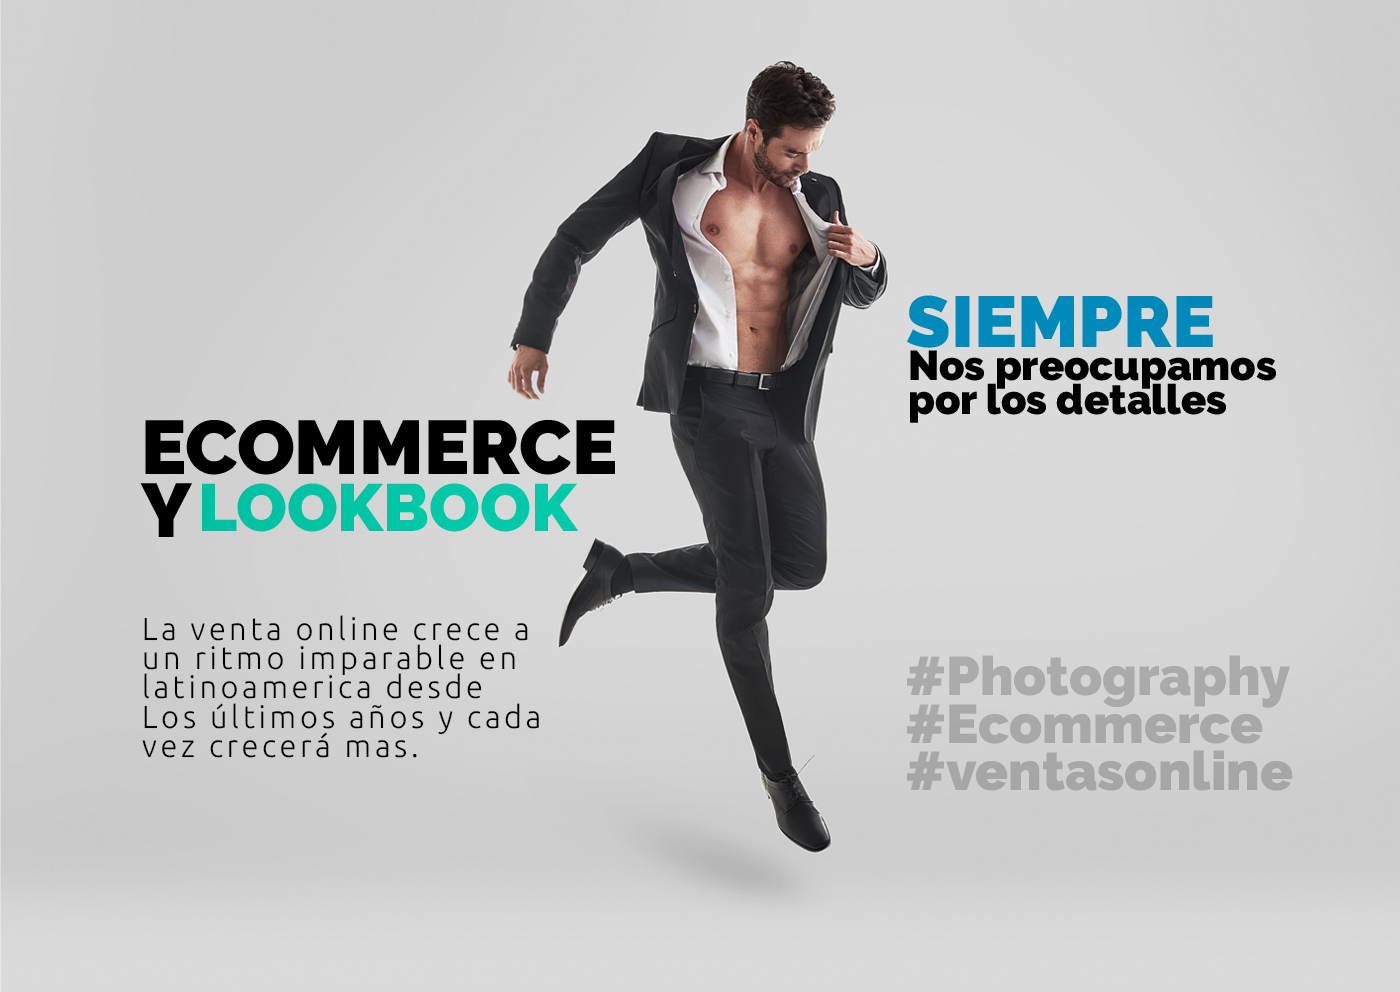 ECOMMERCE
Y LOOKBOOK
La venta online crece a
un ritmo imparable en
latinoamerica desde
Los últimos años y cada
vez crecerá mas.
SIEMPRE
Nos preocupamos
por los detalles
#Photography
#Ecommerce
#ventasonline